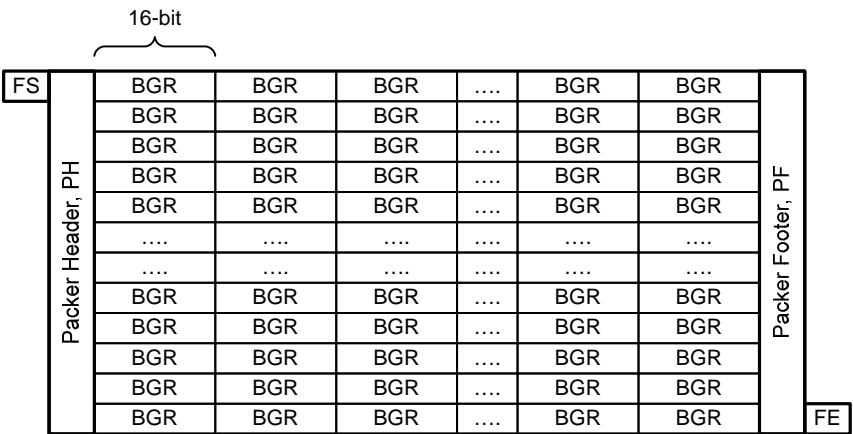 16-bit
FS BGR BGR BGR .... BGR BGR
BGR BGR BGR .... BGR BGR
BGR BGR BGR .... BGR BGR
BGR BGR BGR .... BGR BGR
BGR BGR BGR .... BGR BGR
.... .... .... .... .... ....
.... .... .... .... .... ....
BGR BGR BGR .... BGR BGR
BGR BGR BGR .... BGR BGR
BGR BGR BGR .... BGR BGR
BGR BGR BGR .... BGR BGR
BGR BGR BGR .... BGR BGR FE
Packer Header, PH
Packer Footer, PF